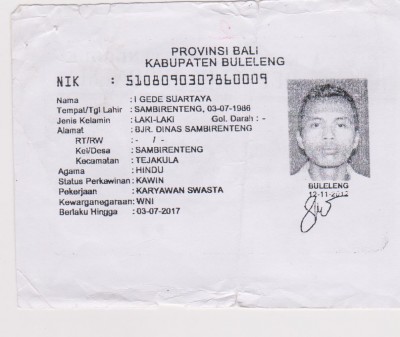 PROVINSI BALI
KABUPATEN BULELENG
NIK : 5108090307860009
Nama : I GEDE SUARTAYA
Tempat/Tgl Lahir : SAMBIRENTENG, 03-07-1986
Jenis Kelamin : LAKI-LAKI Gol. Darah : -
Alamat : BJR. DINAS SAMBIRENTENG
RT/RW : - / -
Kel/Desa : SAMBIRENTENG
Kecamatan : TEJAKULA
Agama : HINDU
Status Perkawinan : KAWIN
Pekerjaan : KARYAWAN SWASTA
Kewarganegaraan : WNI
Berlaku Hingga : 03-07-2017
BULELENG
12-11-2012